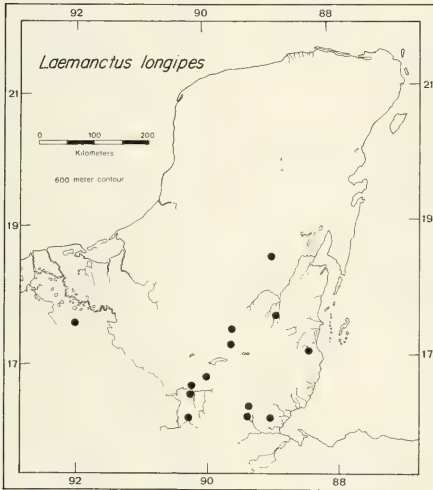 92 90 88
Laemanctus longipes
21 21
0 100 200
Kilometers
600 meter contour
19 19
17 17
92 90 88